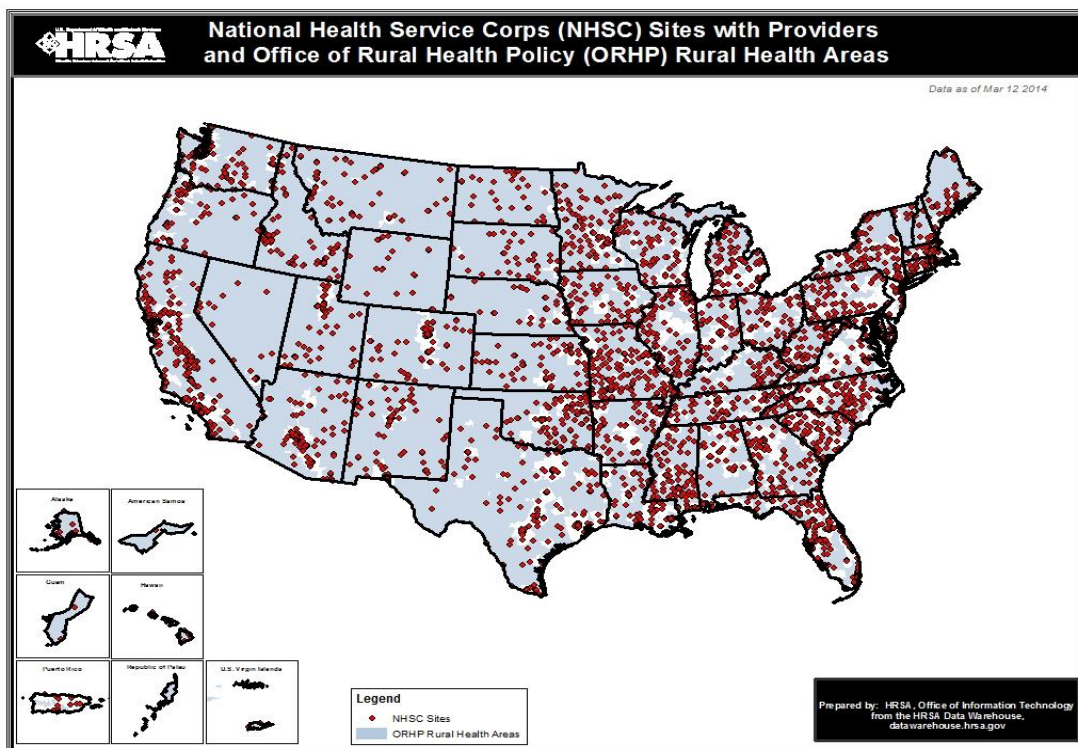 HRSA
National Health Service Corps (NHSC) Sites with Providers
and Office of Rural Health Policy (ORHP) Rural Health Areas
Data as of Mar 12 2014
Alaska
American Samoa
Guam
Hawaii
Puerto Rico
Republic of Palau
U.S. Virgin Islands
Legend
NHSC Sites
ORHP Rural Health Areas
Prepared by: HRSA, Office of Information Technology
from the HRSA Data Warehouse,
datawarehouse.hrsa.gov